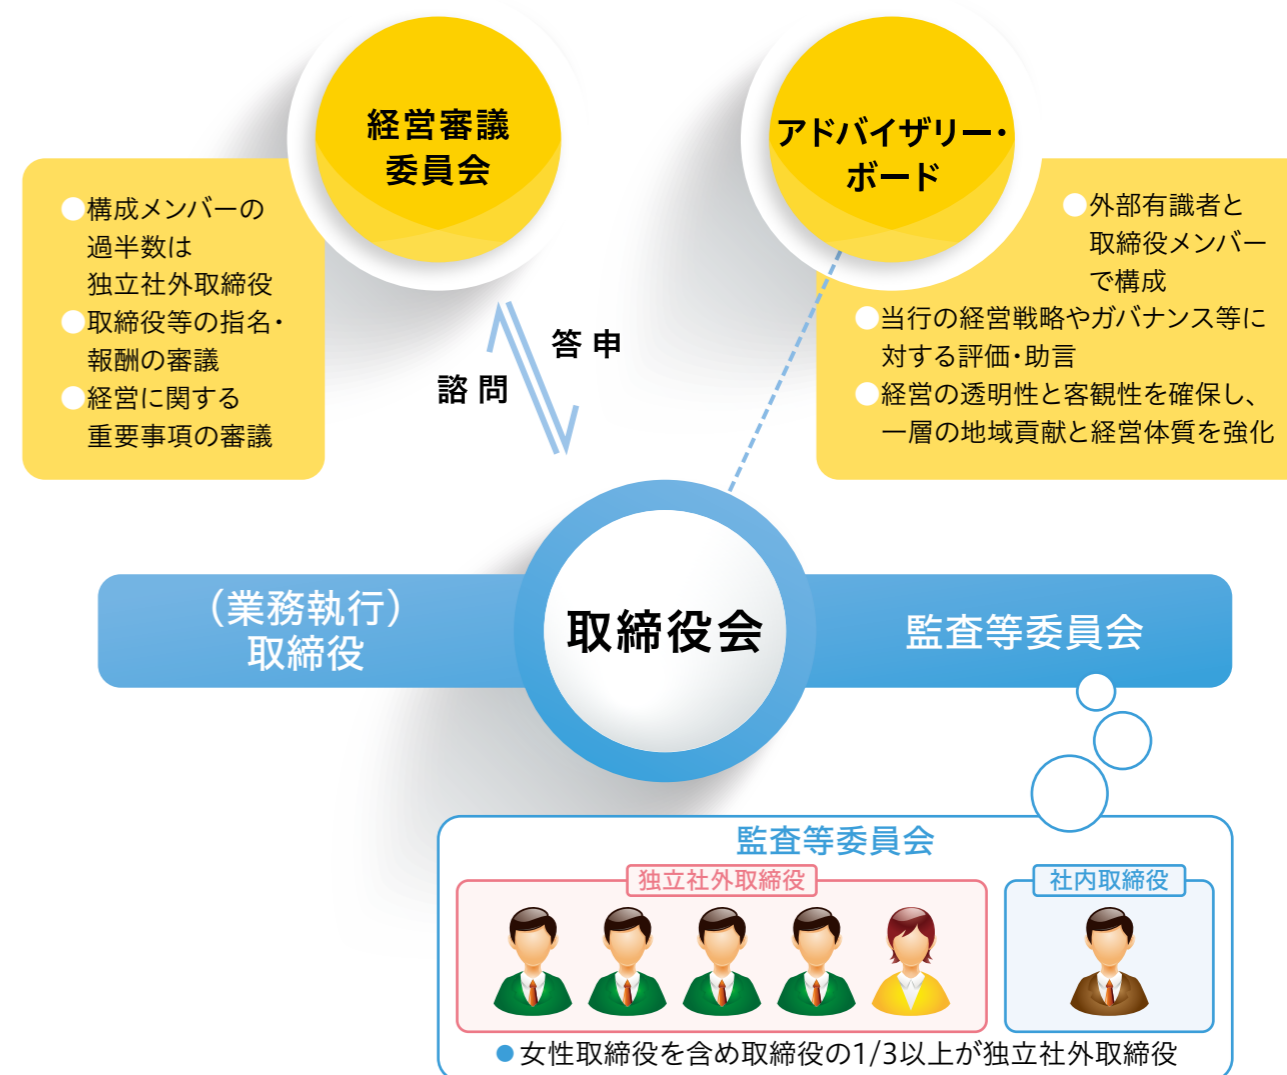 経営審議
委員会
●構成メンバーの
過半数は
独立社外取締役
●取締役等の指名・
報酬の審議
●経営に関する
重要事項の審議
アドバイザリー・
ボード
●外部有識者と
取締役メンバー
で構成
●当行の経営戦略やガバナンス等に
対する評価・助言
●経営の透明性と客観性を確保し、
一層の地域貢献と経営体質を強化
答申
諮問
（業務執行）
取締役
取締役会
監査等委員会
監査等委員会
独立社外取締役
社内取締役
●女性取締役を含め取締役の1/3以上が独立社外取締役